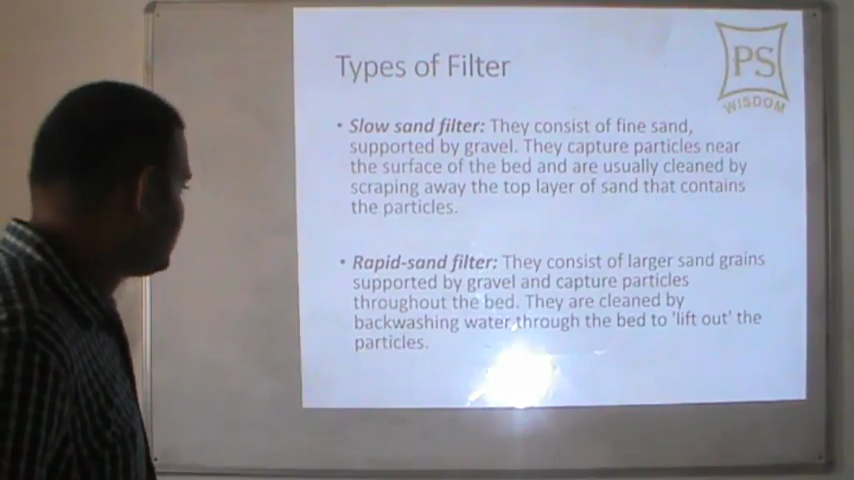 PS
WISDOM
Types of Filter
• Slow sand filter: They consist of fine sand,
supported by gravel. They capture particles near
the surface of the bed and are usually cleaned by
scraping away the top layer of sand that contains
the particles.
• Rapid-sand filter: They consist of larger sand grains
supported by gravel and capture particles
throughout the bed. They are cleaned by
backwashing water through the bed to 'lift out' the
particles.